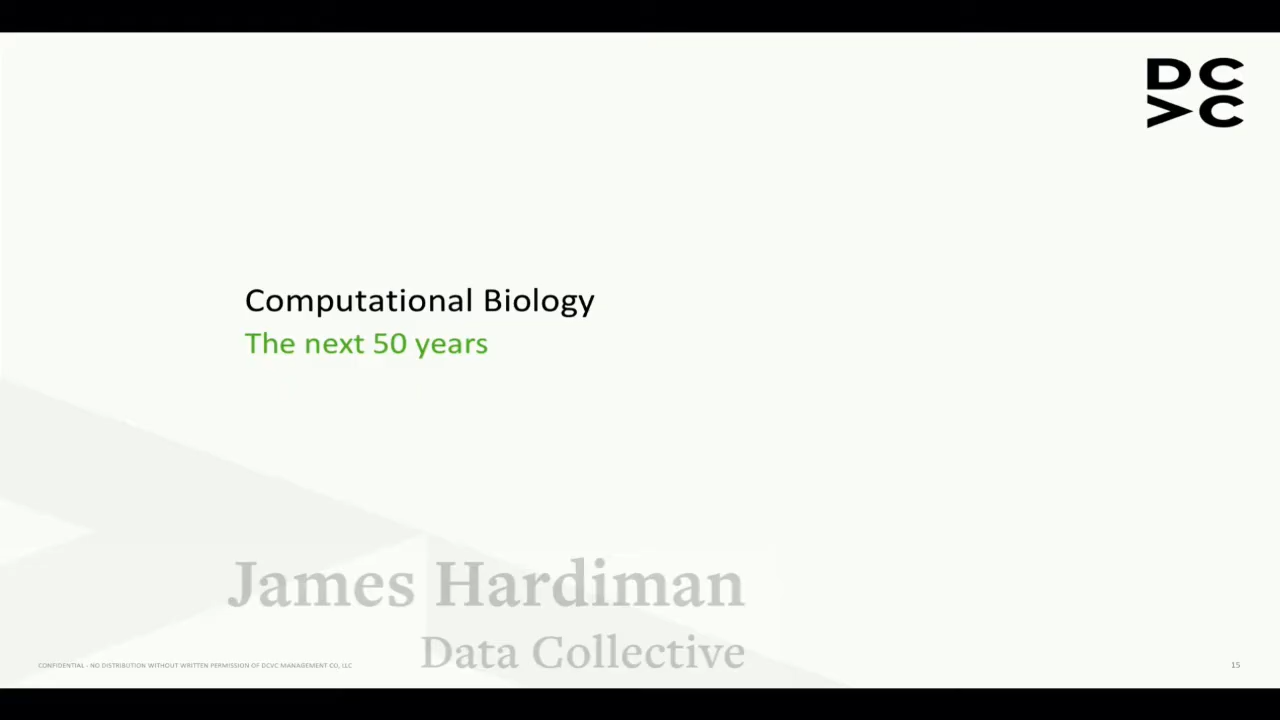 DC
VC
Computational Biology
The next 50 years
James Hardiman
Data Collective
CONFIDENTIAL - NO DISTRIBUTION WITHOUT WRITTEN PERMISSION OF DCVC MANAGEMENT CO, LLC
15